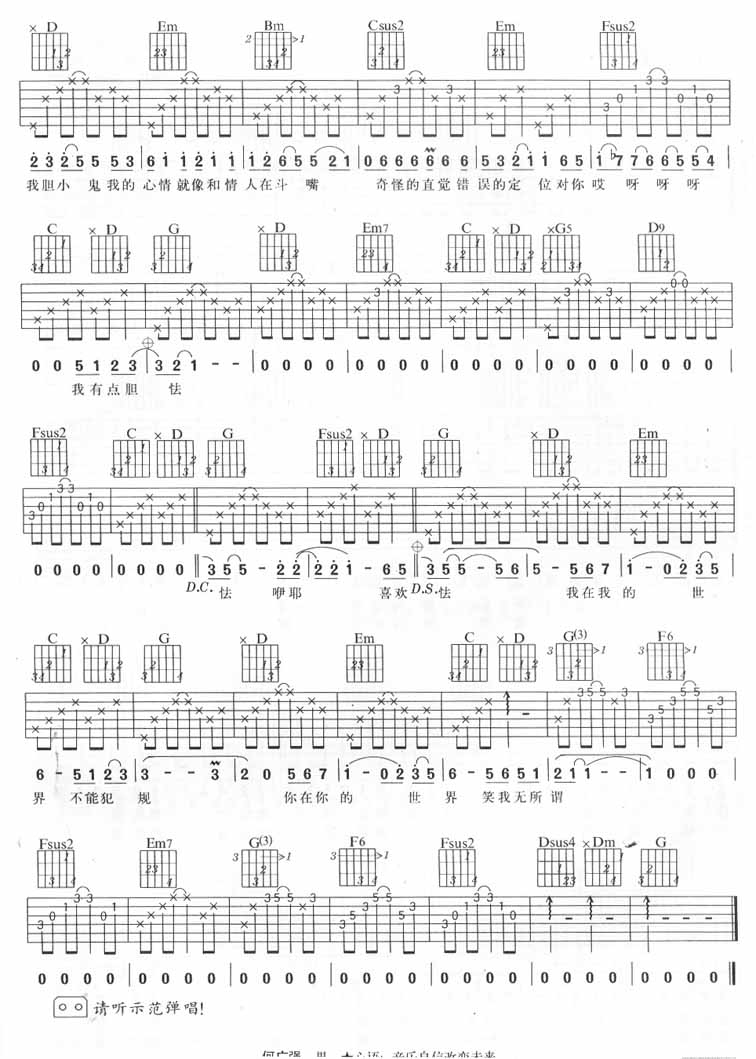 × D Em Bm Csus2 Em Fsus2
2 3 2 5 5 5 3 6 1 1 2 1 2 1 2 6 5 5 2 1 0 6 6 6 6 6 6 6 5 3 2 1 1 6 5 1 ♭7 7 6 6 5 5 4
我胆小 鬼我的 心情就像和情 人在斗 嘴 奇怪的直觉错 误的定 位对你 哎 呀 呀 呀
C × D G × D Em7 C × D ×G5 D9
0 0 5 1 2 3 3 2 1 - - 0 0 0 0 0 0 0 0 0 0 0 0 0 0 0 0 0 0 0 0
我有点胆 怯
Fsus2 C × D G Fsus2 × D G × D Em
0 0 0 0 0 0 0 0 3 5 5 - 2 2 2 2 1 - 6 5 3 5 5 - 5 6 5 - 5 6 7 1 - 0 2 3 5
D.C. 怯 咿耶 喜欢 D.S. 怯 我在我 的 世
C × D G × D Em C × D G(3) F6
6 - 5 1 2 3 3 - - 3 2 0 5 6 7 1 - 0 2 3 5 6 - 5 6 5 1 2 1 1 - - 1 0 0 0
界 不能犯 规 你在你 的 世 界 笑我无所谓
Fsus2 Em7 G(3) F6 Fsus2 Dsus4 ×Dm G
0 0 0 0 0 0 0 0 0 0 0 0 0 0 0 0 0 0 0 0 0 0 0 0 0 0 0 0
请听示范弹唱!